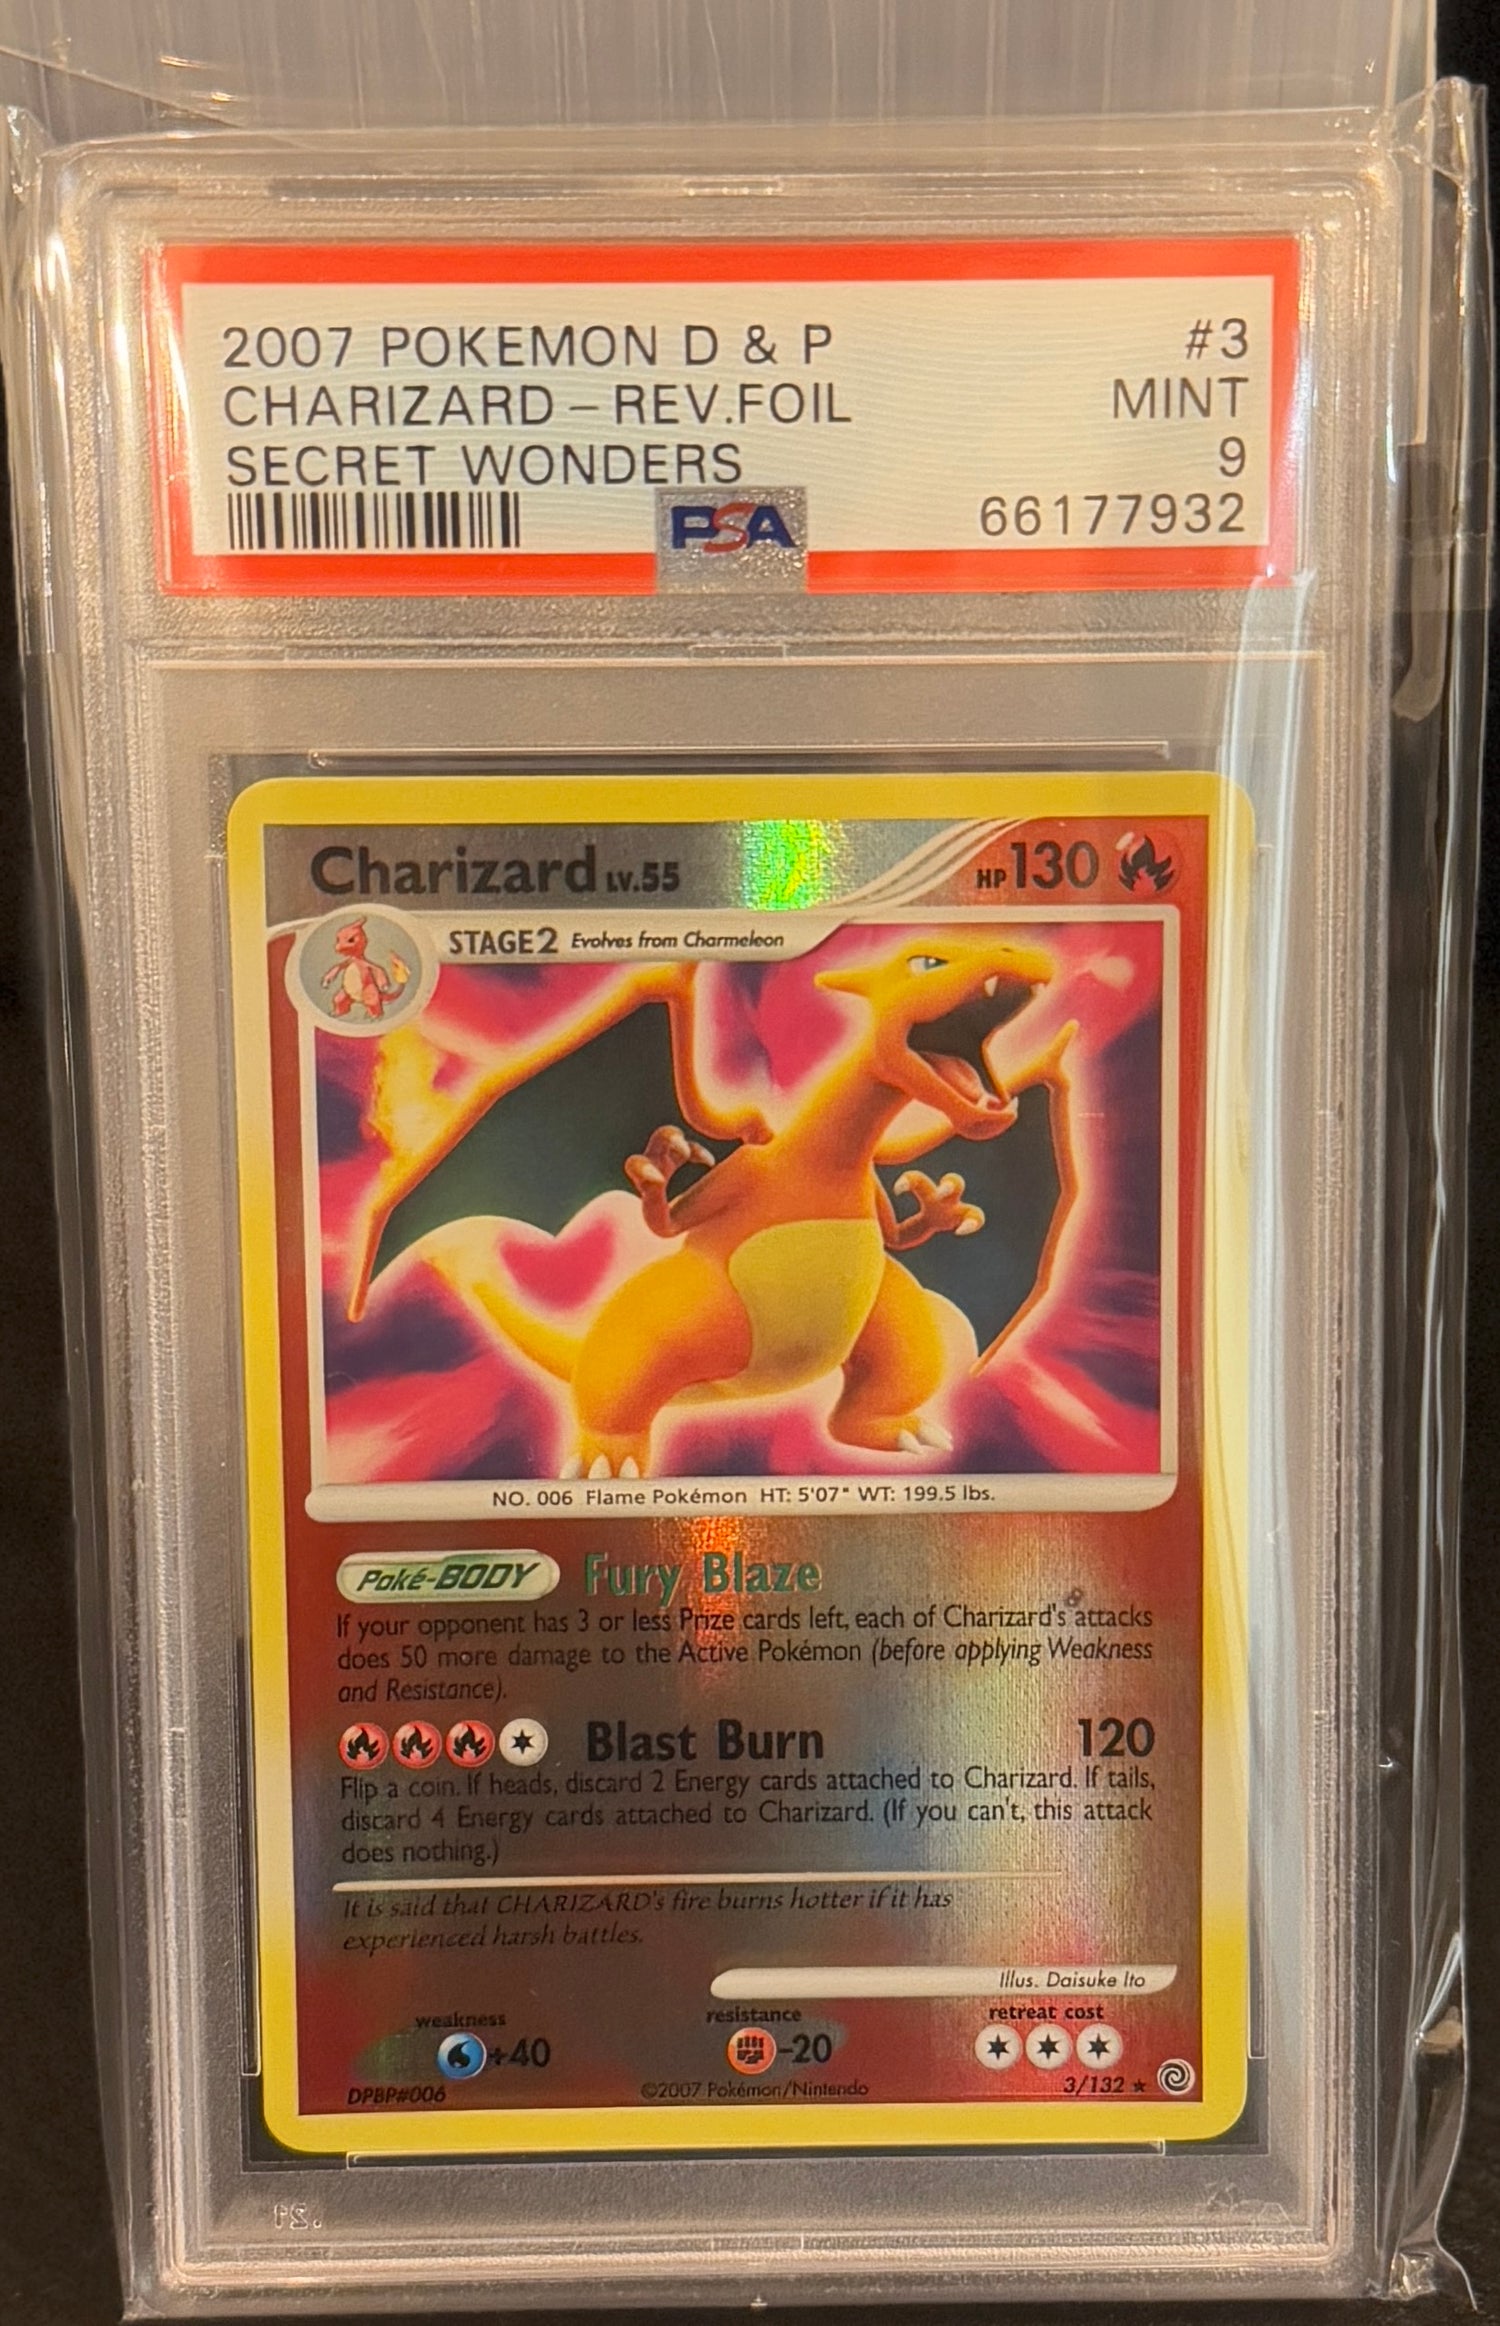 2007 POKEMON D & P #3
CHARIZARD - REV.FOIL MINT
SECRET WONDERS 9
PSA 66177932
Charizard LV.55 HP 130
STAGE2 Evolves from Charmeleon
NO. 006 Flame Pokémon HT: 5'07" WT: 199.5 lbs.
Poké-BODY Fury Blaze
If your opponent has 3 or less Prize cards left, each of Charizard's attacks
does 50 more damage to the Active Pokémon (before applying Weakness
and Resistance).
Blast Burn 120
Flip a coin. If heads, discard 2 Energy cards attached to Charizard. If tails,
discard 4 Energy cards attached to Charizard. (If you can't, this attack
does nothing.)
It is said that CHARIZARD's fire burns hotter if it has
experienced harsh battles.
Illus. Daisuke Ito
weakness resistance retreat cost
+40 -20
DPBP#006 ©2007 Pokémon/Nintendo 3/132